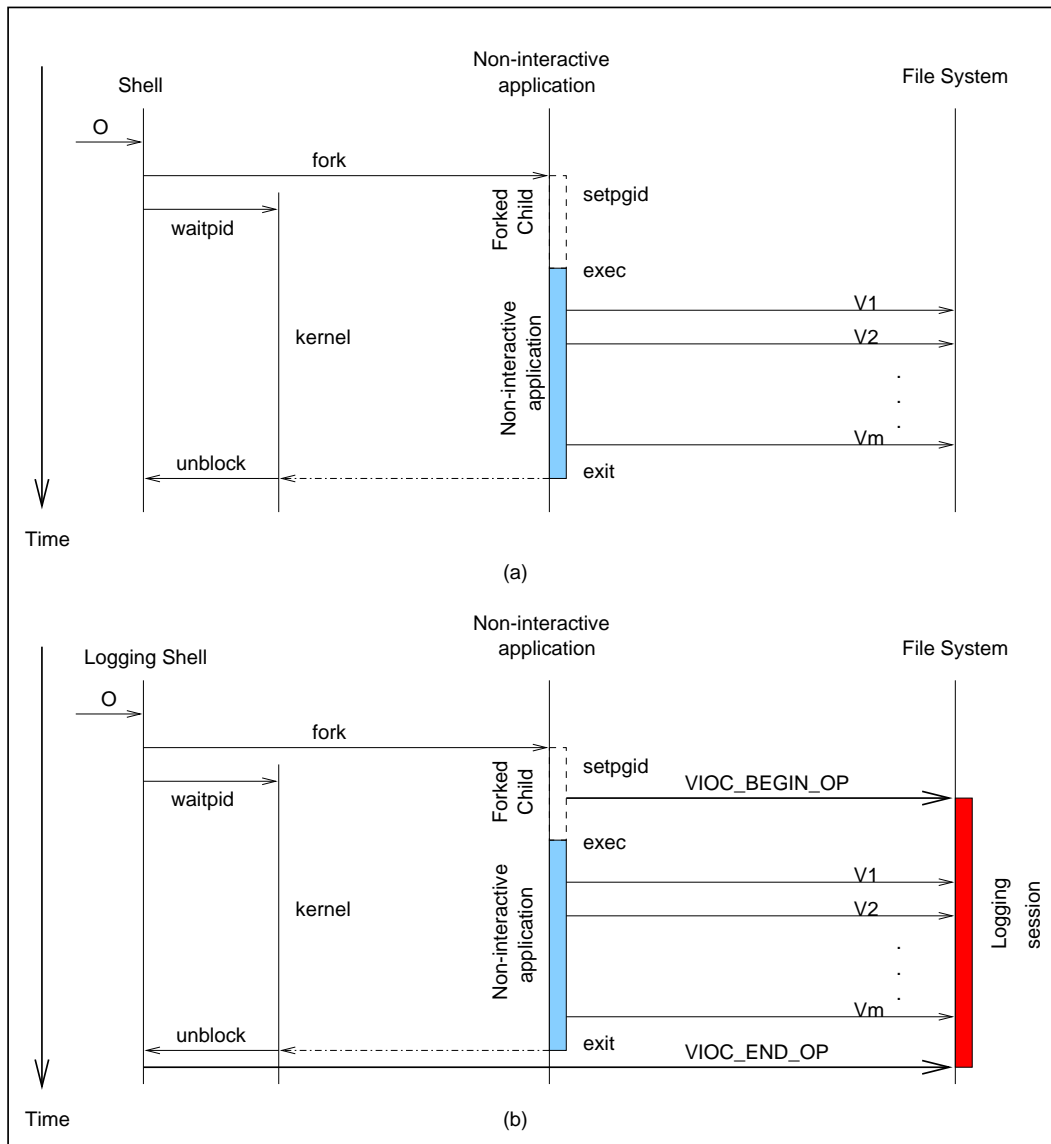 Non-interactive
application
Shell
File System
O
fork
setpgid
Forked
Child
waitpid
exec
V1
kernel
V2
Non-interactive
application
.
.
.
Vm
unblock
exit
Time
(a)
Non-interactive
application
Logging Shell
File System
O
fork
setpgid
VIOC_BEGIN_OP
Forked
Child
waitpid
exec
V1
kernel
V2
Non-interactive
application
Logging
session
.
.
.
Vm
unblock
exit
VIOC_END_OP
Time
(b)